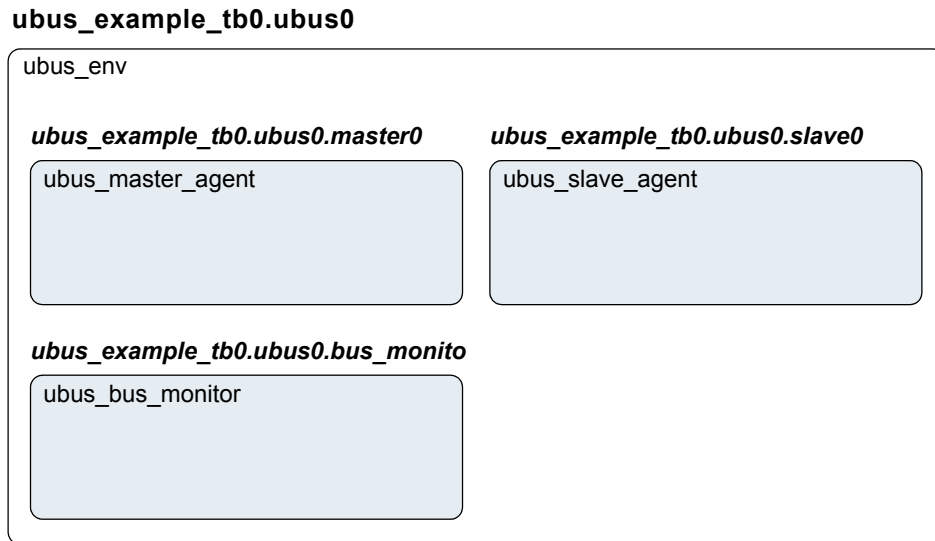 ubus_example_tb0.ubus0
ubus_env
ubus_example_tb0.ubus0.master0 ubus_example_tb0.ubus0.slave0
ubus_master_agent ubus_slave_agent
ubus_example_tb0.ubus0.bus_monito
ubus_bus_monitor